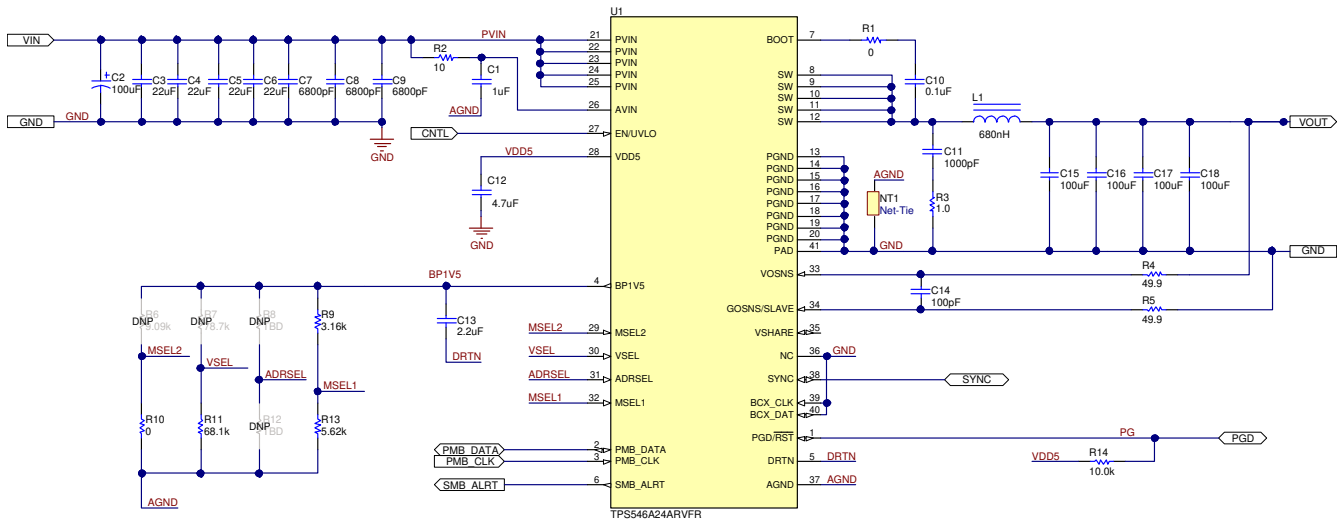 U1
VIN
PVIN
21
PVIN
22
PVIN
23
PVIN
24
PVIN
25
PVIN
26
AVIN
27
EN/UVLO
28
VDD5
4
BP1V5
29
MSEL2
30
VSEL
31
ADRSEL
32
MSEL1
2
PMB_DATA
3
PMB_CLK
6
SMB_ALRT
BOOT
7
SW
8
SW
9
SW
10
SW
11
SW
12
PGND
13
PGND
14
PGND
15
PGND
16
PGND
17
PGND
18
PGND
19
PGND
20
PAD
41
VOSNS
33
GOSNS/SLAVE
34
VSHARE
35
NC
36
SYNC
38
BCX_CLK
39
BCX_DAT
40
PGD/RST
1
DRTN
5
AGND
37
TPS546A24ARVFR
C2
100uF
C3
22uF
C4
22uF
C5
22uF
C6
22uF
C7
6800pF
C8
6800pF
C9
6800pF
R2
10
C1
1uF
AGND
GND
GND
GND
CNTL
VDD5
C12
4.7uF
GND
BP1V5
C13
2.2uF
DRTN
R6
DNP
9.09k
R7
DNP
78.7k
R8
DNP
TBD
R9
3.16k
MSEL2
VSEL
ADRSEL
MSEL1
R10
0
R11
68.1k
R12
DNP
TBD
R13
5.62k
AGND
MSEL2
VSEL
ADRSEL
MSEL1
PMB_DATA
PMB_CLK
SMB_ALRT
R1
0
C10
0.1uF
L1
680nH
VOUT
C11
1000pF
R3
1.0
AGND
NT1
Net-Tie
GND
C15
100uF
C16
100uF
C17
100uF
C18
100uF
GND
R4
49.9
C14
100pF
R5
49.9
GND
SYNC
PG
PGD
VDD5
R14
10.0k
DRTN
AGND